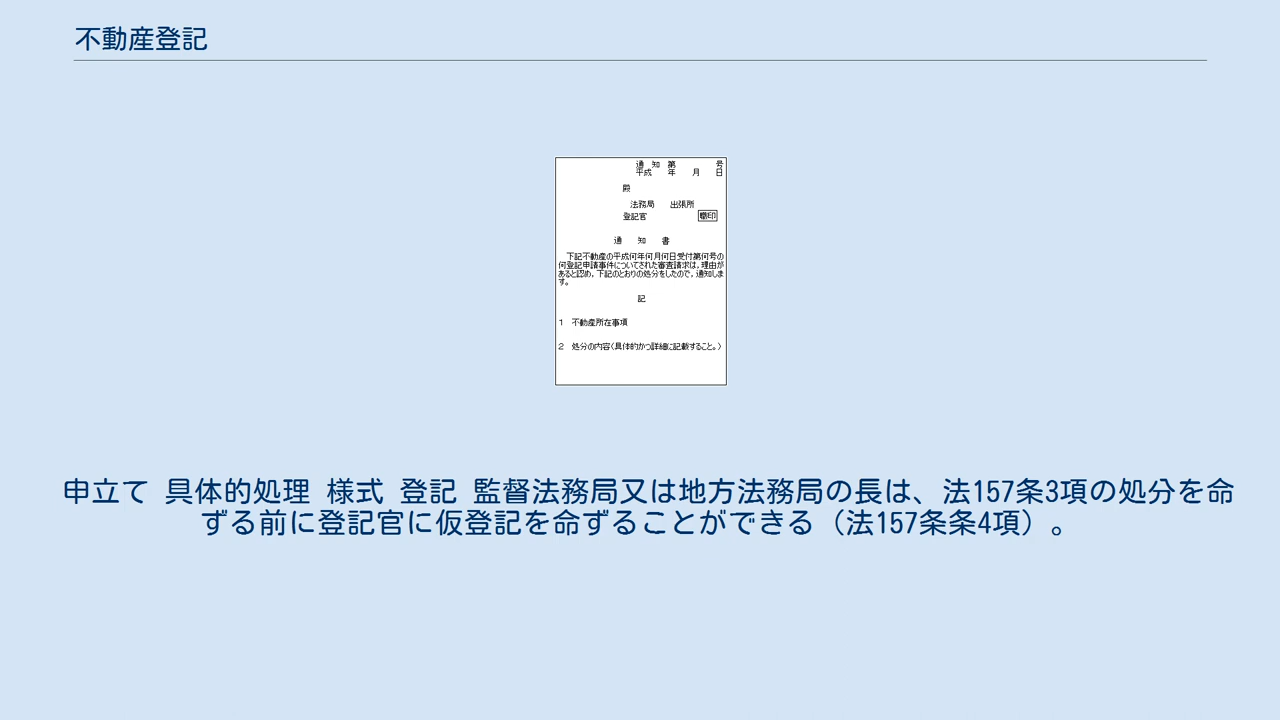 不動産登記
通 知 第 号
平成 年 月 日
殿
法務局 出張所
登記官 職印
通 知 書
下記不動産の平成何年何月何日受付第何号の
何登記申請事件についてされた審査請求は，理由が
あると認め，下記のとおりの処分をしたので，通知しま
す。
記
1 不動産所在事項
2 処分の内容（具体的かつ詳細に記載すること。）
申立て 具体的処理 様式 登記 監督法務局又は地方法務局の長は、法157条3項の処分を命
ずる前に登記官に仮登記を命ずることができる（法157条条4項）。